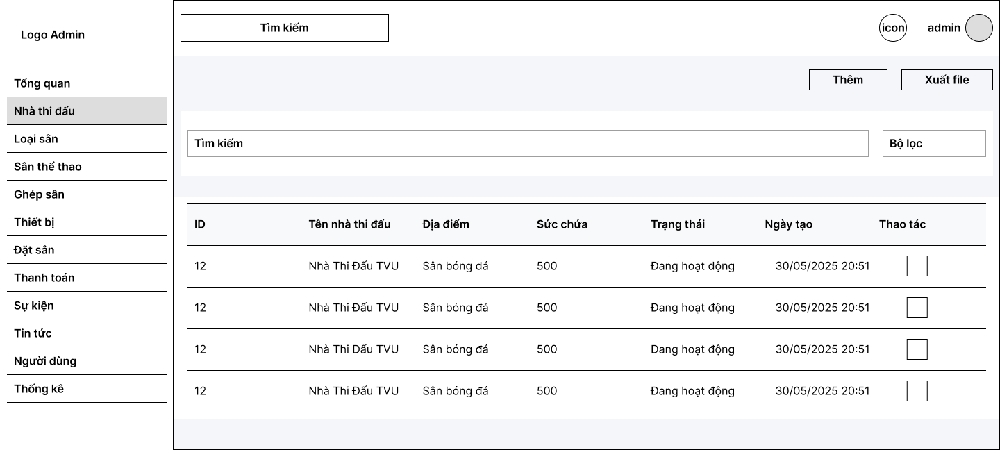 Logo Admin
Tổng quan
Nhà thi đấu
Loại sân
Sân thể thao
Ghép sân
Thiết bị
Đặt sân
Thanh toán
Sự kiện
Tin tức
Người dùng
Thống kê
Tìm kiếm icon admin
Thêm Xuất file
Tìm kiếm Bộ lọc
ID Tên nhà thi đấu Địa điểm Sức chứa Trạng thái Ngày tạo Thao tác
12 Nhà Thi Đấu TVU Sân bóng đá 500 Đang hoạt động 30/05/2025 20:51
12 Nhà Thi Đấu TVU Sân bóng đá 500 Đang hoạt động 30/05/2025 20:51
12 Nhà Thi Đấu TVU Sân bóng đá 500 Đang hoạt động 30/05/2025 20:51
12 Nhà Thi Đấu TVU Sân bóng đá 500 Đang hoạt động 30/05/2025 20:51